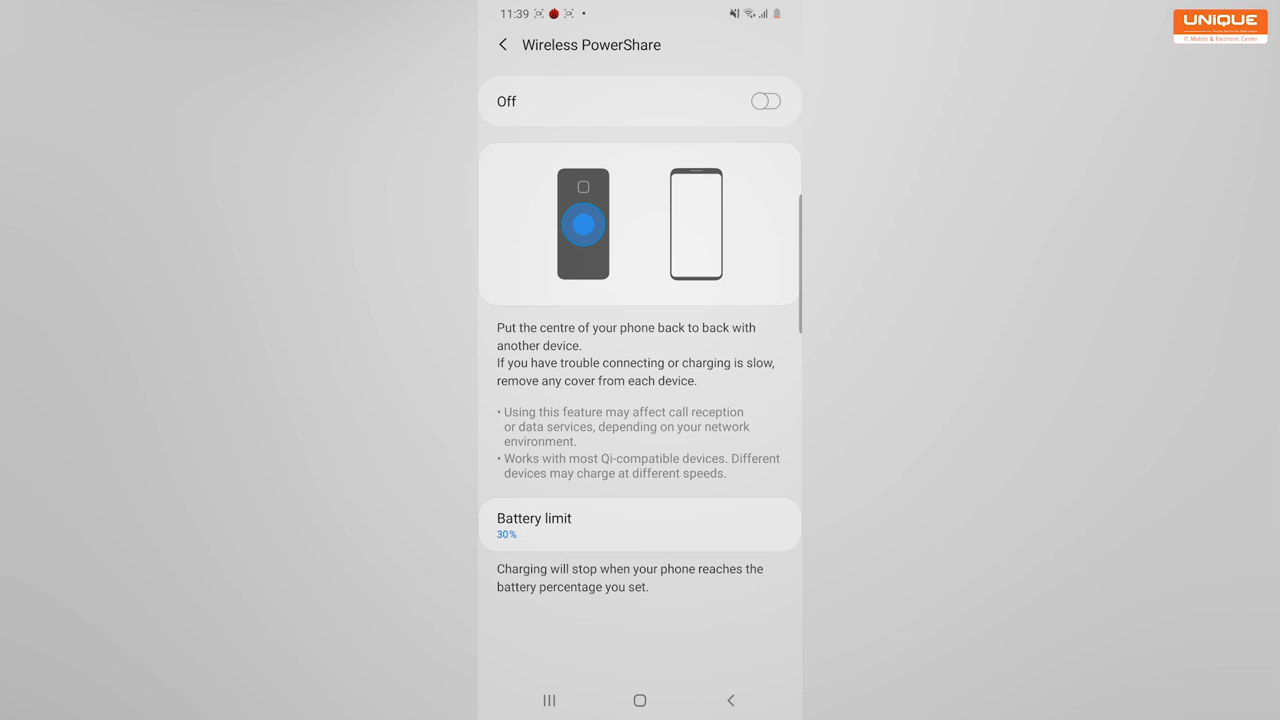 11:39
Wireless PowerShare
Off
Put the centre of your phone back to back with
another device.
If you have trouble connecting or charging is slow,
remove any cover from each device.
• Using this feature may affect call reception
or data services, depending on your network
environment.
• Works with most Qi-compatible devices. Different
devices may charge at different speeds.
Battery limit
30%
Charging will stop when your phone reaches the
battery percentage you set.
UNIQUE
IT, Mobile & Electronic Center